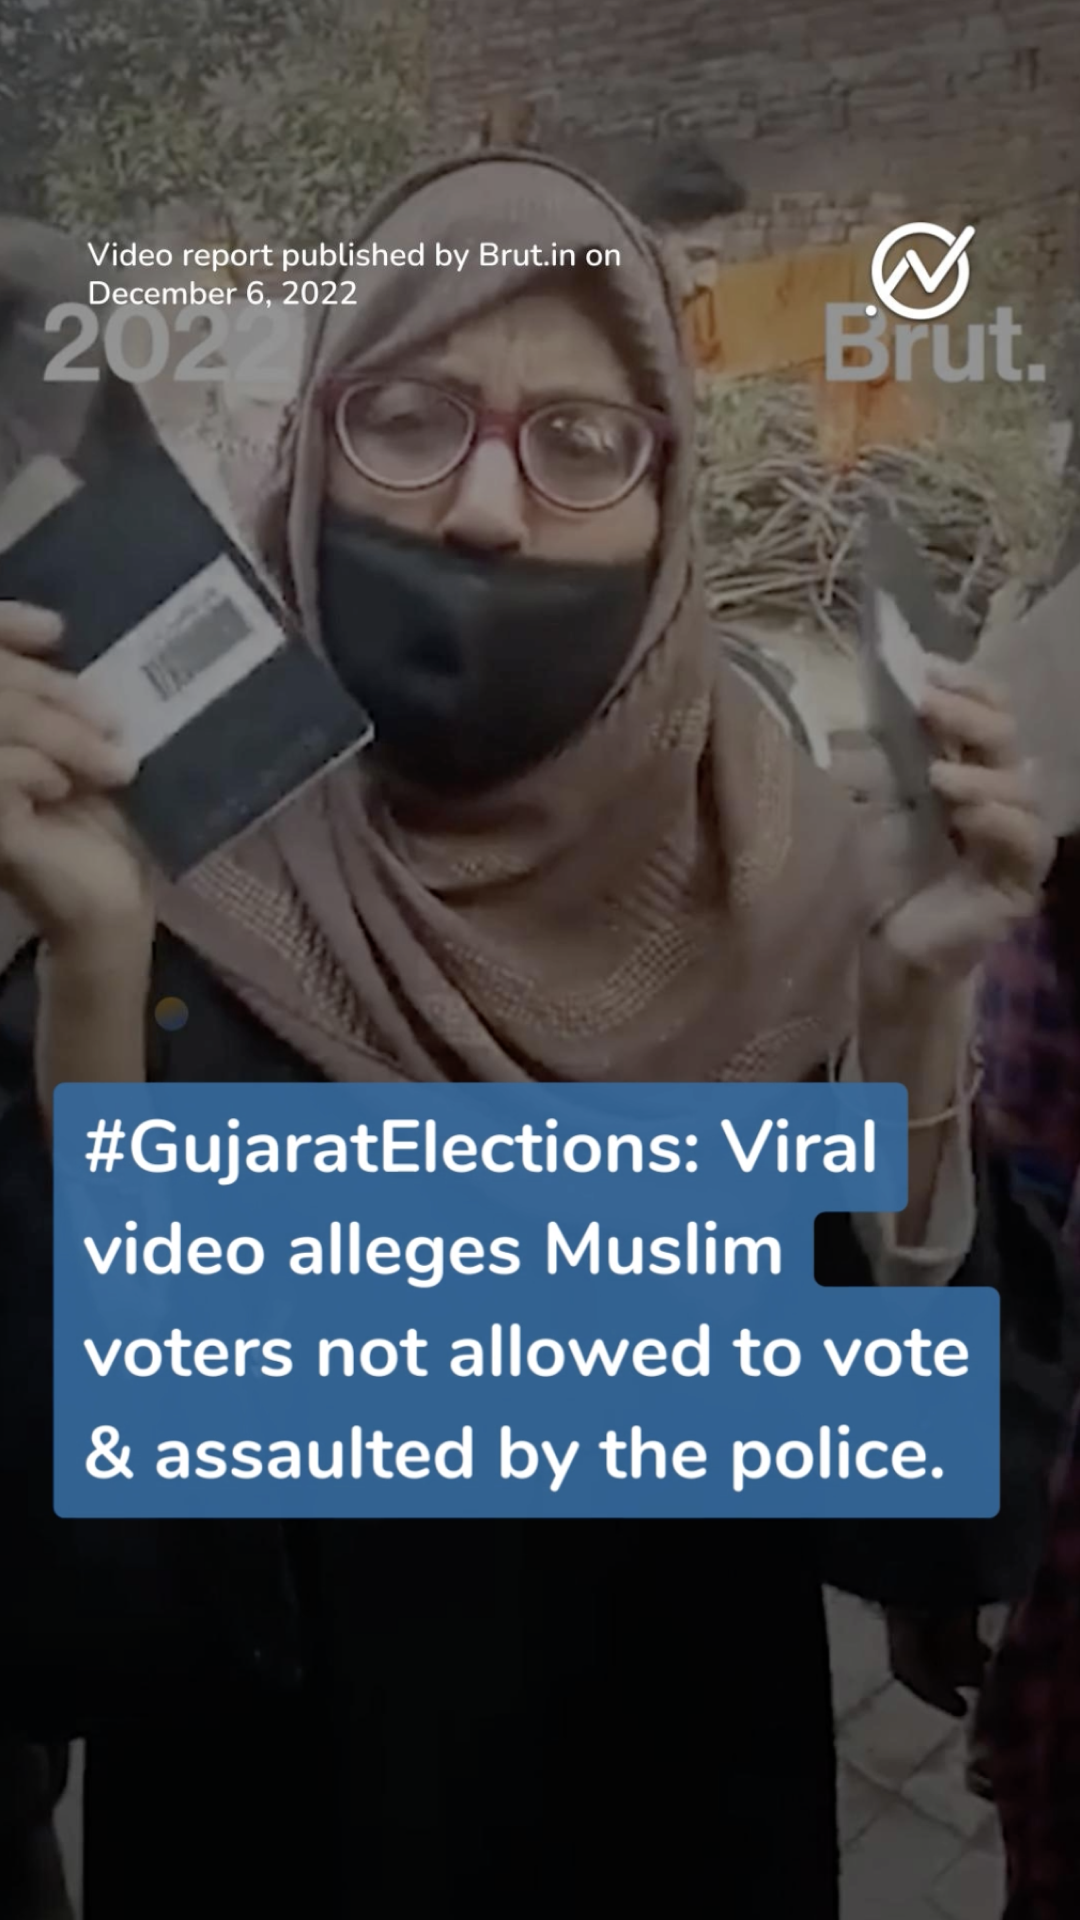 Video report published by Brut.in on
December 6, 2022
2022
Brut.
#GujaratElections: Viral
video alleges Muslim
voters not allowed to vote
& assaulted by the police.